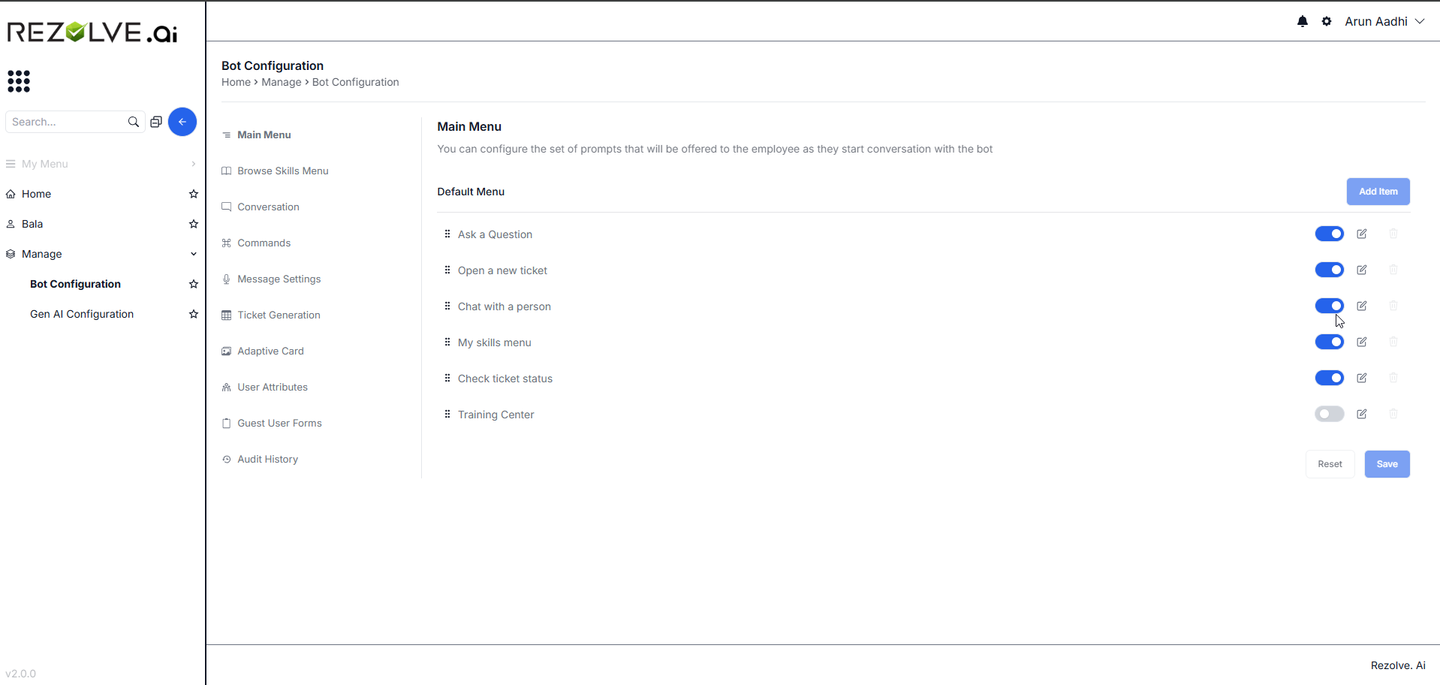 REZOLVE.ai
Arun Aadhi
Search...
My Menu
Home
Bala
Manage
Bot Configuration
Gen AI Configuration
v2.0.0
Bot Configuration
Home > Manage > Bot Configuration
Main Menu
Browse Skills Menu
Conversation
Commands
Message Settings
Ticket Generation
Adaptive Card
User Attributes
Guest User Forms
Audit History
Main Menu
You can configure the set of prompts that will be offered to the employee as they start conversation with the bot
Default Menu
Add Item
Ask a Question
Open a new ticket
Chat with a person
My skills menu
Check ticket status
Training Center
Reset
Save
Rezolve. Ai